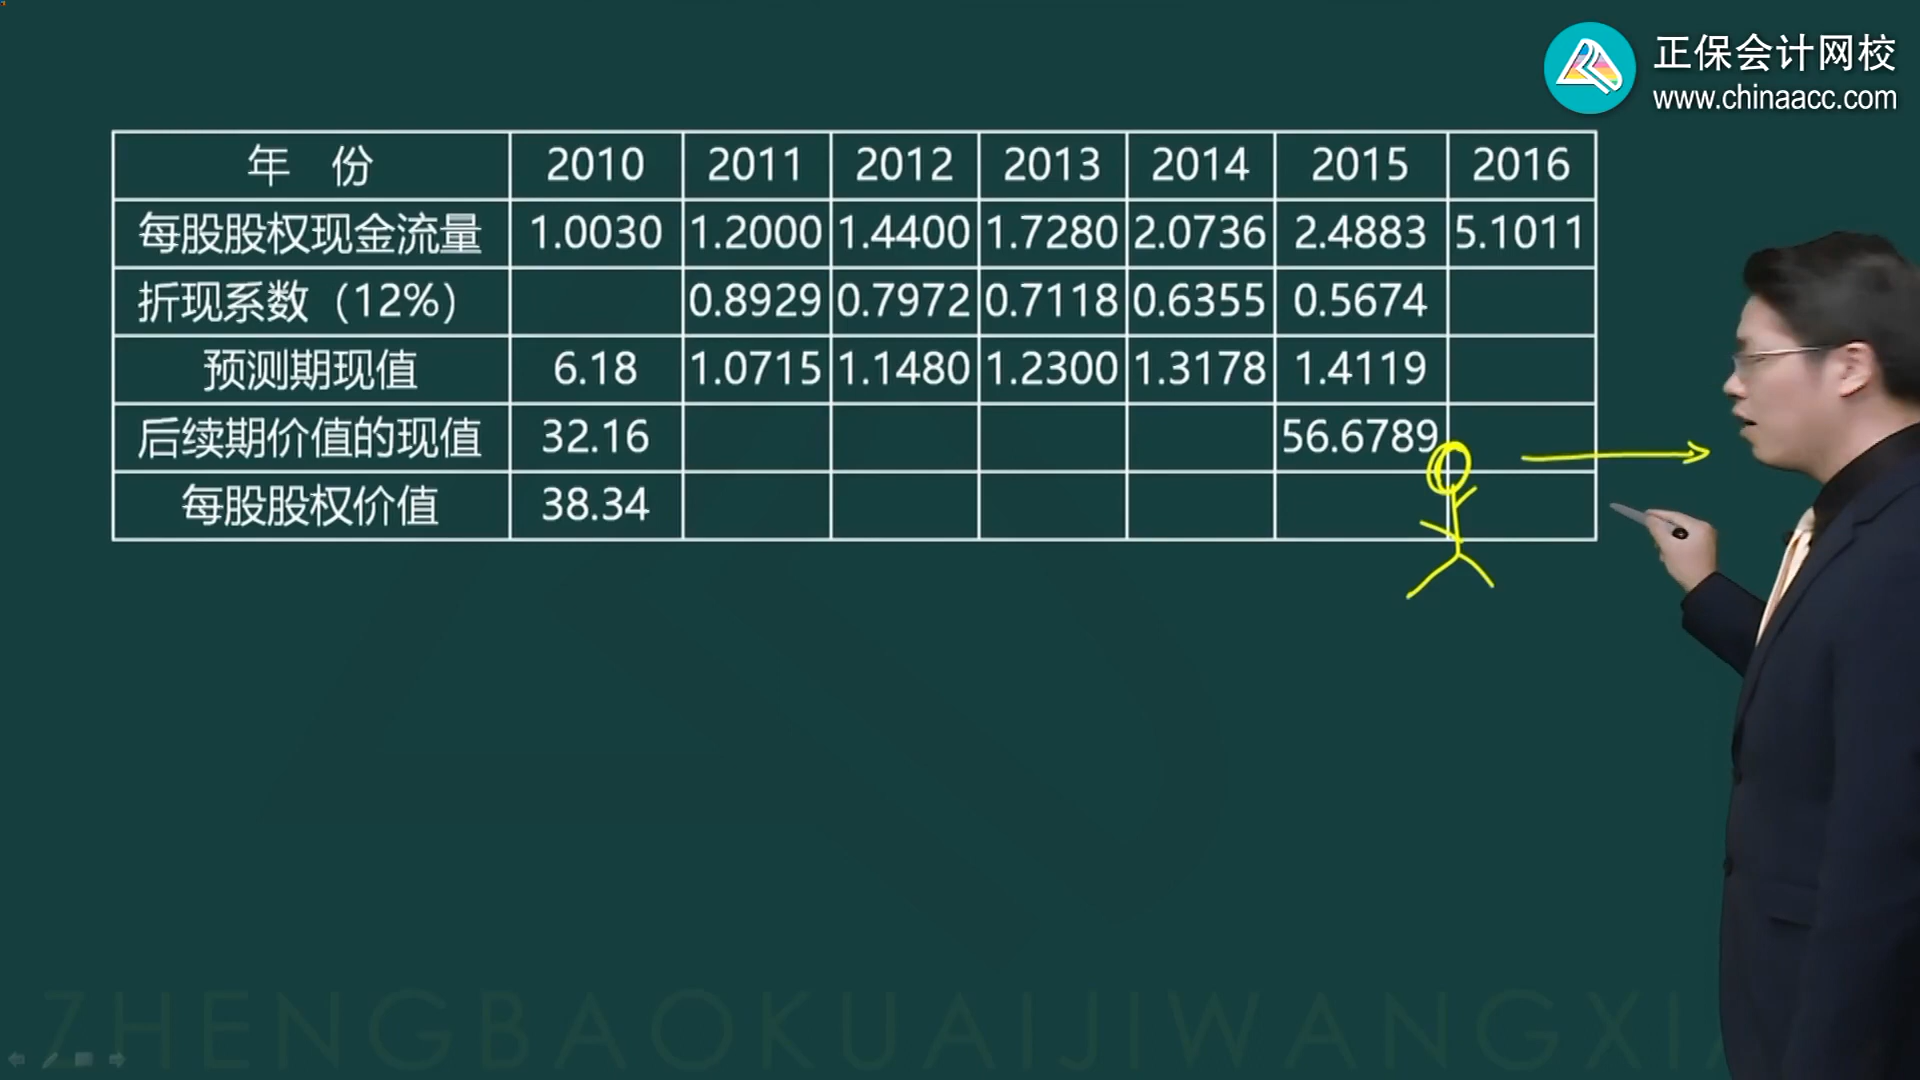 正保会计网校
www.chinaacc.com
年 份 2010 2011 2012 2013 2014 2015 2016
每股股权现金流量 1.0030 1.2000 1.4400 1.7280 2.0736 2.4883 5.1011
折现系数（12%） 0.8929 0.7972 0.7118 0.6355 0.5674
预测期现值 6.18 1.0715 1.1480 1.2300 1.3178 1.4119
后续期价值的现值 32.16 56.6789
每股股权价值 38.34
ZHENGBAOKUAIJIWANGXIA